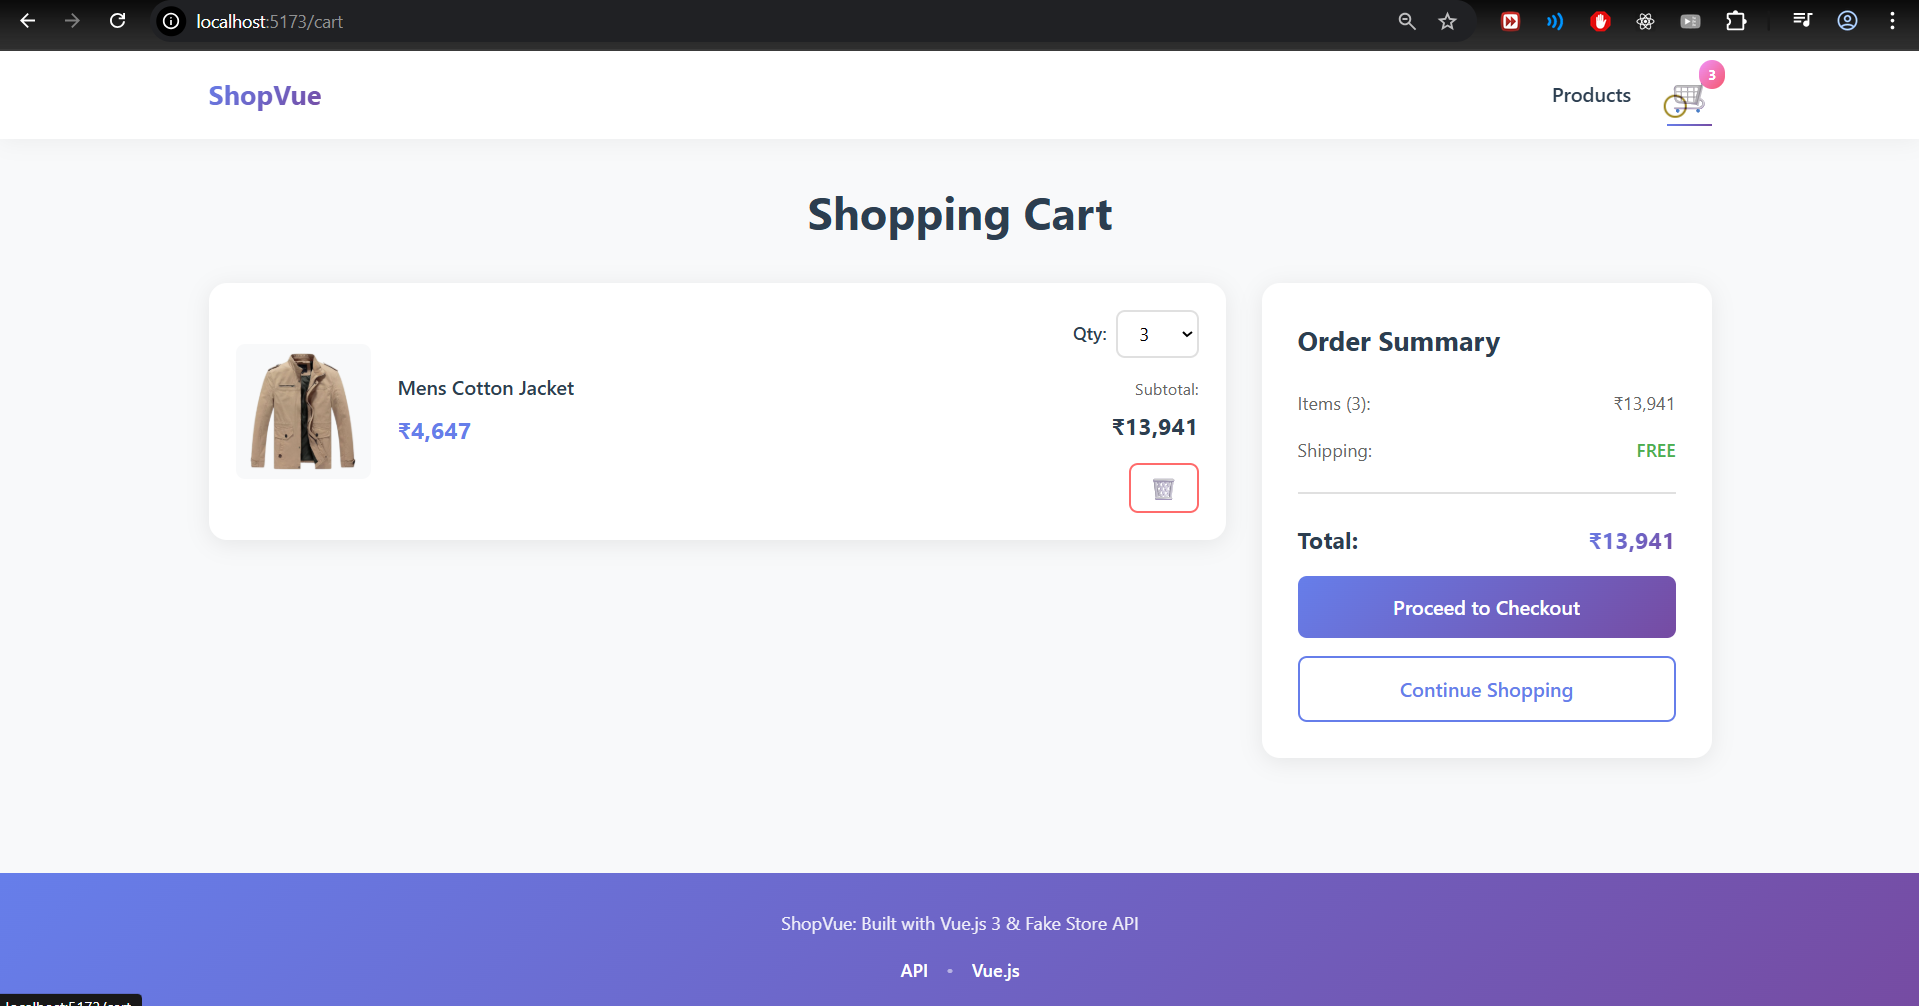 localhost:5173/cart
ShopVue
Products
3
Shopping Cart
Qty: 3
Mens Cotton Jacket
₹4,647
Subtotal:
₹13,941
Order Summary
Items (3): ₹13,941
Shipping: FREE
Total: ₹13,941
Proceed to Checkout
Continue Shopping
ShopVue: Built with Vue.js 3 & Fake Store API
API • Vue.js
localhost:5173/cart